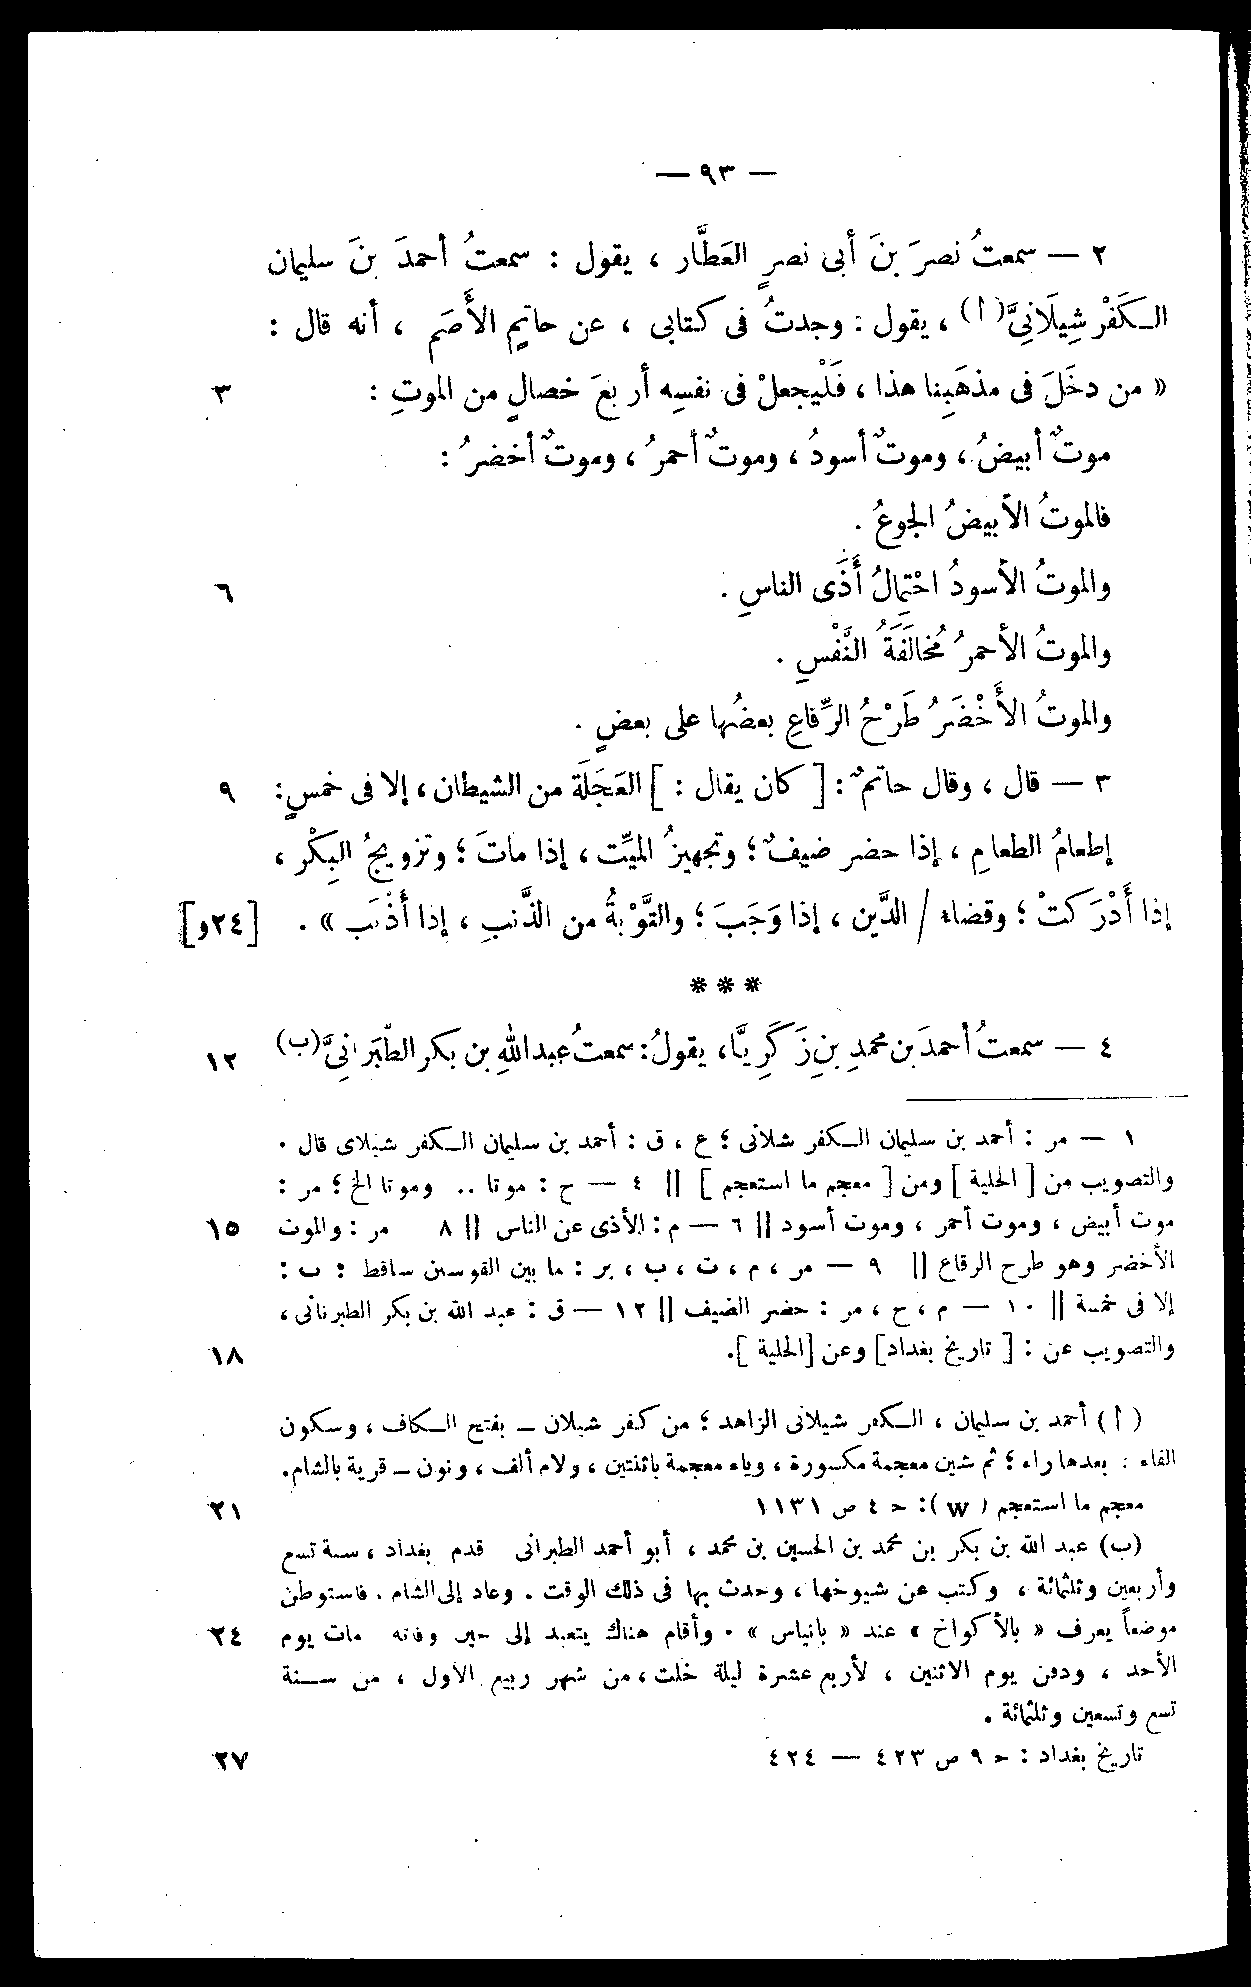 — ٩٣ —
٢ — سمعتُ نصرَ بنَ أبى نصرٍ العَطَّار ، يقول : سمعتُ أحمدَ بنَ سليمان
الـكَفْر شِيلَانِىَّ (أ) ، يقول : وجدتُ فى كتابى ، عن حاتمٍ الأَصَم ، أنه قال :
« من دخَلَ فى مذهَبِنا هذا ، فَلْيجعلْ فى نفسِه أربعَ خصالٍ من الموتِ : ٣
موتٌ أبيضُ ، وموتٌ أسودُ ، وموتٌ أحمرُ ، وموتٌ أخضرُ :
فالموتُ الأبيضُ الجوعُ .
والموتُ الأسودُ احْتِمالُ أَذَى الناسِ . ٦
والموتُ الأحمرُ مُخالَفَةُ النَّفْسِ .
والموتُ الأَخْضَرُ طَرْحُ الرِّقاعِ بعضُها على بعضٍ .
٣ — قال ، وقال حاتمٌ : [ كان يقال : ] العَجَلَة من الشيطان ، إلا فى خمسٍ : ٩
إطعامُ الطعامِ ، إذا حضر ضيفٌ ؛ وتجهيزُ الميِّت ، إذا ماتَ ؛ وتزويجُ البِكْر ،
إذا أَدْرَكتْ ؛ وقضاء / الدَّين ، إذا وَجَبَ ؛ والتَّوْبةُ من الذَّنبِ ، إذا أَذْنَب » . [٢٤و]
* * *
٤ — سمعتُ أحمدَ بن محمدِ بنِ زَكَرِيَّا ، يقولُ : سمعتُ عبدَاللهِ بن بكر الطَّبَرانِىَّ (ب) ١٢
١ — مر : أحمد بن سليمان الـكفر شلانى ؛ ع ، ق : أحمد بن سليمان الـكفر شيلاى قال .
والتصويب من [ الحلية ] ومن [ معجم ما استعجم ] || ٤ — ح : موتا .. وموتا الخ ؛ مر :
موت أبيض ، وموت أحمر ، وموت أسود || ٦ — م : الأذى عن الناس || ٨ مر : والموت ١٥
الأخضر وهو طرح الرقاع || ٩ — مر ، م ، ت ، ب ، بر : ما بين القوسين ساقط ؛ ب :
إلا فى خمسة || ١٠ — م ، ح ، مر : حضر الضيف || ١٢ — ق : عبد الله بن بكر الطبرنانى ،
والتصويب عن : [ تاريخ بغداد ] وعن [الحلية ] . ١٨
( أ ) أحمد بن سليمان ، الـكفر شيلانى الزاهد ؛ من كفر شيلان — بفتح الـكاف ، وسكون
الفاء : بعدها راء ؛ ثم شين معجمة مكسورة ، وياء معجمة باثنتين ، ولام ألف ، ونون — قرية بالشام .
معجم ما استعجم ( W ) : حـ ٤ ص ١١٣١ ٢١
(ب) عبد الله بن بكر بن محمد بن الحسين بن محمد ، أبو أحمد الطبرانى قدم بغداد ، سنة تسع
وأربعين وثلثمائة ، وكتب عن شيوخها ، وحدث بها فى ذلك الوقت . وعاد إلى الشام . فاستوطن
موضعاً يعرف « بالأكواخ » عند « بانياس » . وأقام هناك يتعبد إلى حين وفاته مات يوم ٢٤
الأحد ، ودفن يوم الاثنين ، لأربع عشرة ليلة خلت ، من شهر ربيع الأول ، من سـنة
تسع وتسعين وثلثمائة .
تاريخ بغداد : حـ ٩ ص ٤٢٣ — ٤٢٤ ٢٧